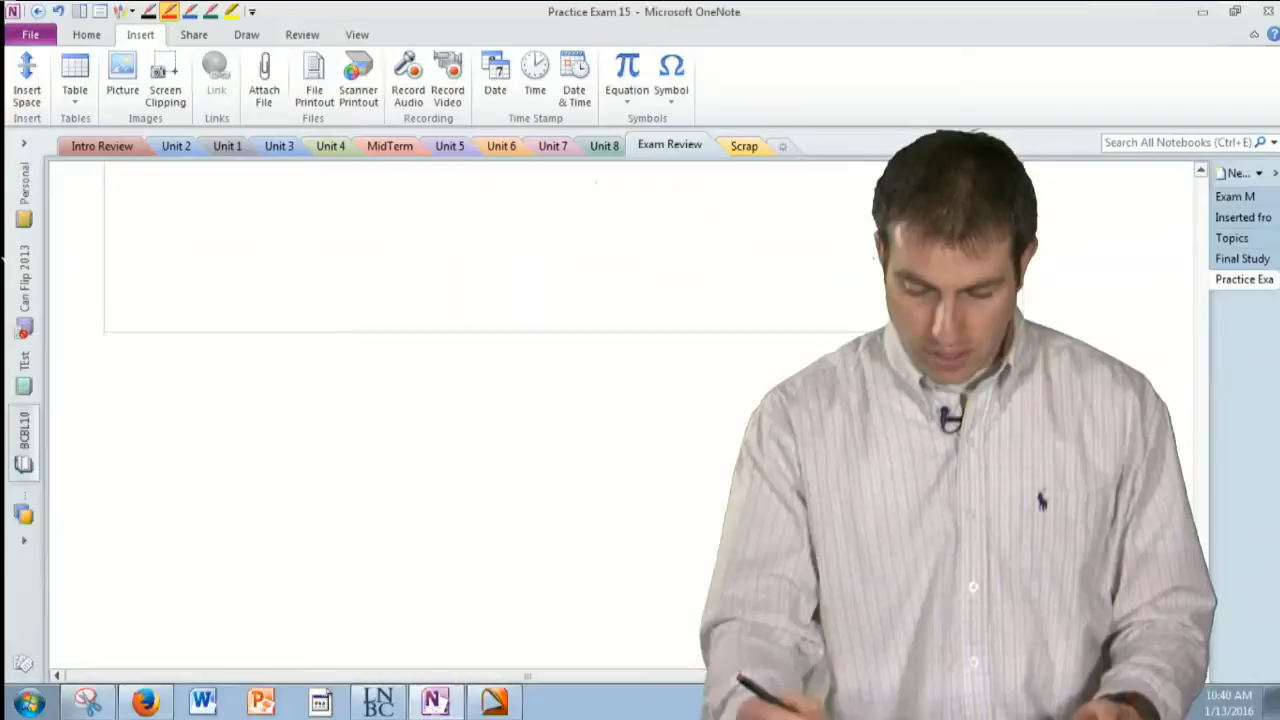 Practice Exam 15 - Microsoft OneNote
File Home Insert Share Draw Review View
Insert Space Table Picture Screen Clipping Link Attach File File Printout Scanner Printout Record Audio Record Video Date Time Date & Time Equation Symbol
Insert Tables Images Links Files Recording Time Stamp Symbols
Intro Review Unit 2 Unit 1 Unit 3 Unit 4 MidTerm Unit 5 Unit 6 Unit 7 Unit 8 Exam Review Scrap Search All Notebooks (Ctrl+E)
Personal
Can Flip 2013
TEst
BCBL10
Ne...
Exam M
Inserted fro
Topics
Final Study
Practice Exa
LN
BC
10:40 AM
1/13/2016